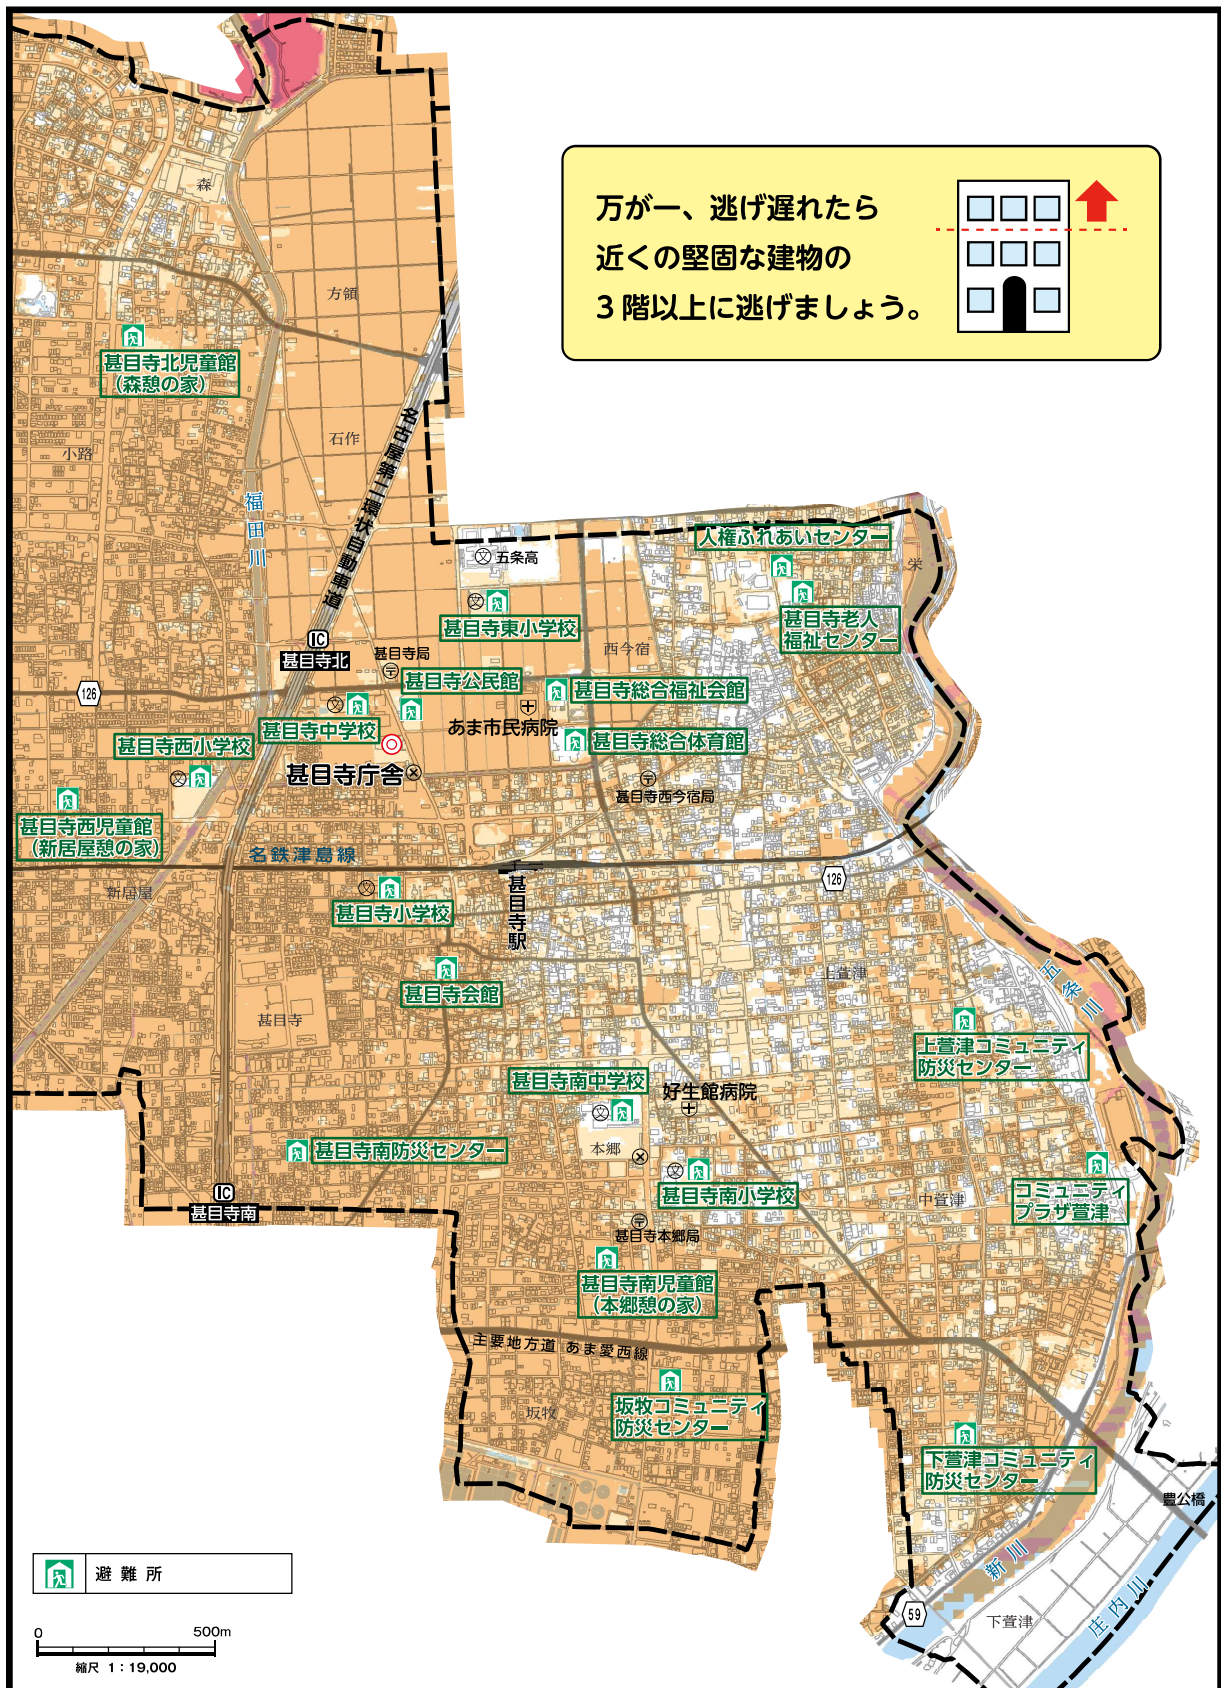 万が一、逃げ遅れたら
近くの堅固な建物の
3階以上に逃げましょう。
森
方領
甚目寺北児童館
（森憩の家）
石作
小路
名古屋第二環状自動車道
福田川
人権ふれあいセンター
五条高
栄
甚目寺東小学校
甚目寺老人
福祉センター
西今宿
IC
甚目寺北
甚目寺局
甚目寺公民館
甚目寺総合福祉会館
126
甚目寺中学校
あま市民病院
甚目寺西小学校
甚目寺総合体育館
甚目寺庁舎
甚目寺西今宿局
甚目寺西児童館
（新居屋憩の家）
名鉄津島線
甚目寺駅
126
新居屋
甚目寺小学校
上萱津
五条川
甚目寺会館
甚目寺
上萱津コミュニティ
防災センター
甚目寺南中学校
好生館病院
本郷
甚目寺南防災センター
甚目寺南小学校
中萱津
コミュニティ
プラザ萱津
IC
甚目寺南
甚目寺本郷局
甚目寺南児童館
（本郷憩の家）
主要地方道 あま愛西線
坂牧コミュニティ
防災センター
坂牧
下萱津コミュニティ
防災センター
豊公橋
新川
庄内川
59
下萱津
避難所
0 500m
縮尺 1：19,000